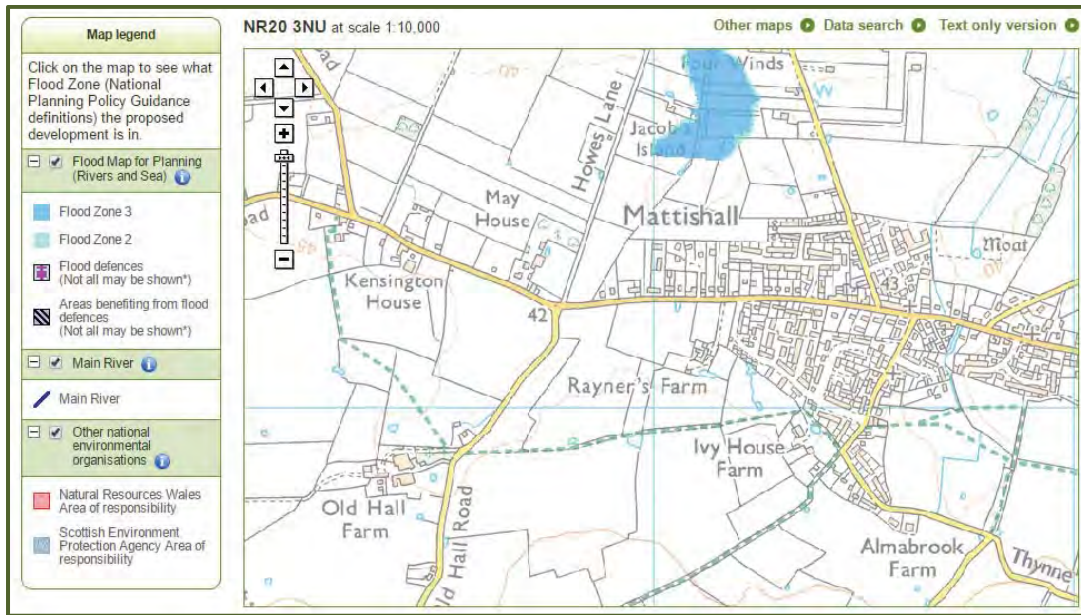 Map legend
Click on the map to see what
Flood Zone (National
Planning Policy Guidance
definitions) the proposed
development is in.
Flood Map for Planning
(Rivers and Sea)
Flood Zone 3
Flood Zone 2
Flood defences
(Not all may be shown*)
Areas benefiting from flood
defences
(Not all may be shown*)
Main River
Main River
Other national
environmental
organisations
Natural Resources Wales
Area of responsibility
Scottish Environment
Protection Agency Area of
responsibility
NR20 3NU at scale 1:10,000
Other maps
Data search
Text only version
Four Winds
Jacob's
Island
Howes Lane
May
House
Mattishall
Moat
40
45
Kensington
House
42
43
Rayner's Farm
Ivy House
Farm
Old Hall
Farm
Old Hall Road
Almabrook
Farm
Thynne